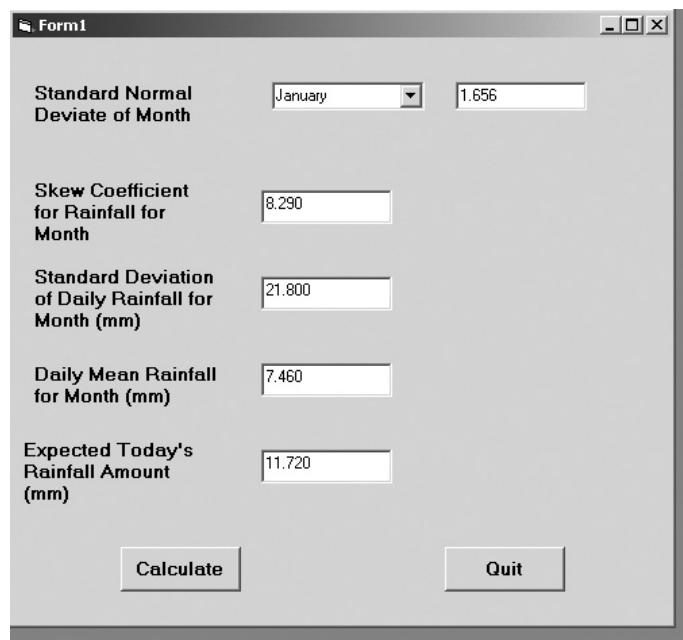 Form1
Standard Normal
Deviate of Month
January
1.656
Skew Coefficient
for Rainfall for
Month
8.290
Standard Deviation
of Daily Rainfall for
Month (mm)
21.800
Daily Mean Rainfall
for Month (mm)
7.460
Expected Today's
Rainfall Amount
(mm)
11.720
Calculate
Quit